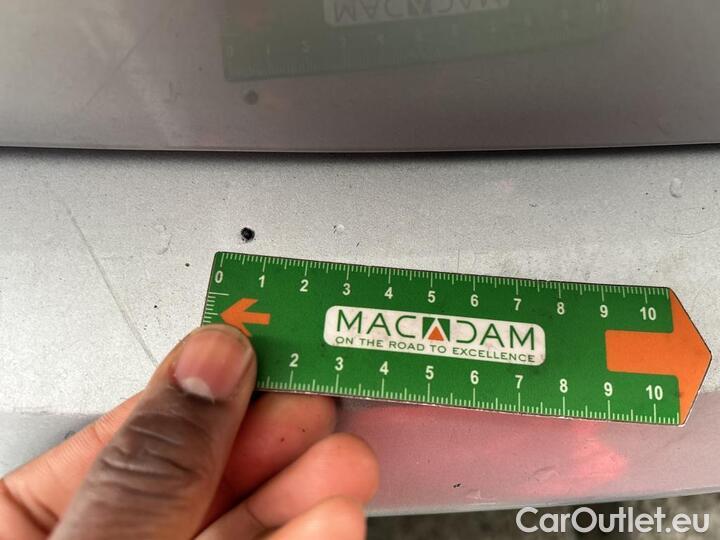 MACADAM
0 1 2 3 4 5 6 7 8 9 10
MACADAM
ON THE ROAD TO EXCELLENCE
2 3 4 5 6 7 8 9 10
CarOutlet.eu